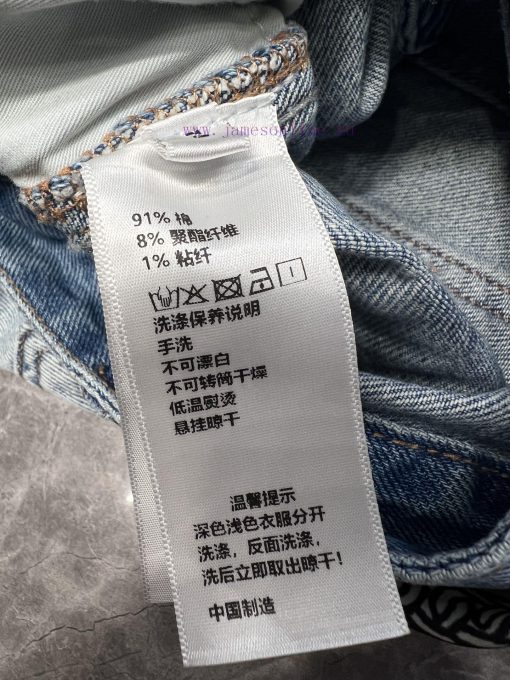 91% 棉
8% 聚酯纤维
1% 粘纤
洗涤保养说明
手洗
不可漂白
不可转筒干燥
低温熨烫
悬挂晾干
温馨提示
深色浅色衣服分开
洗涤，反面洗涤，
洗后立即取出晾干！
中国制造